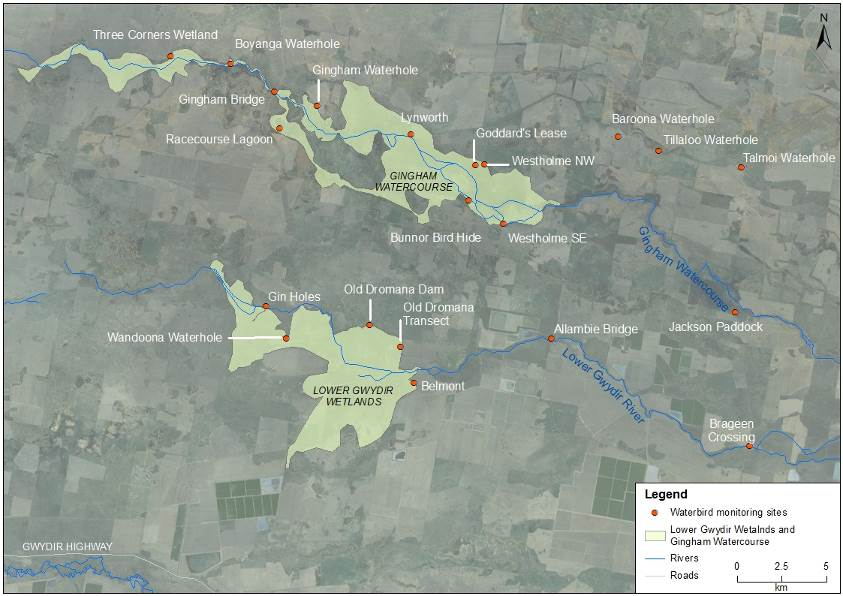 N
Three Corners Wetland
Boyanga Waterhole
Gingham Waterhole
Gingham Bridge
Racecourse Lagoon
Lynworth
Goddard's Lease
Westholme NW
Baroona Waterhole
Tillaloo Waterhole
Talmoi Waterhole
GINGHAM
WATERCOURSE
Bunnor Bird Hide
Westholme SE
Gingham Watercourse
Jackson Paddock
Gin Holes
Old Dromana Dam
Old Dromana
Transect
Wandoona Waterhole
Allambie Bridge
Lower Gwydir River
LOWER GWYDIR
WETLANDS
Belmont
Brageen
Crossing
GWYDIR HIGHWAY
Legend
Waterbird monitoring sites
Lower Gwydir Wetalnds and
Gingham Watercourse
Rivers
Roads
0 2.5 5
km